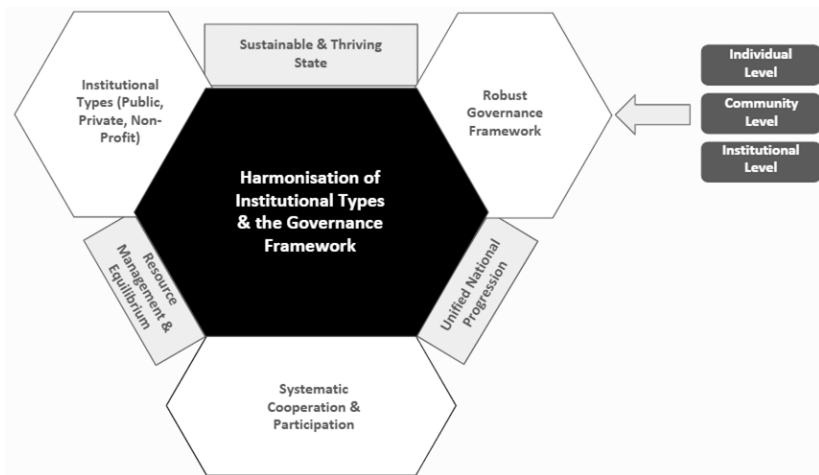 Sustainable & Thriving
State
Institutional
Types (Public,
Private, Non-
Profit)
Robust
Governance
Framework
Individual
Level
Community
Level
Institutional
Level
Harmonisation of
Institutional Types
& the Governance
Framework
Resource
Management &
Equilibrium
Unified National
Progression
Systematic
Cooperation &
Participation